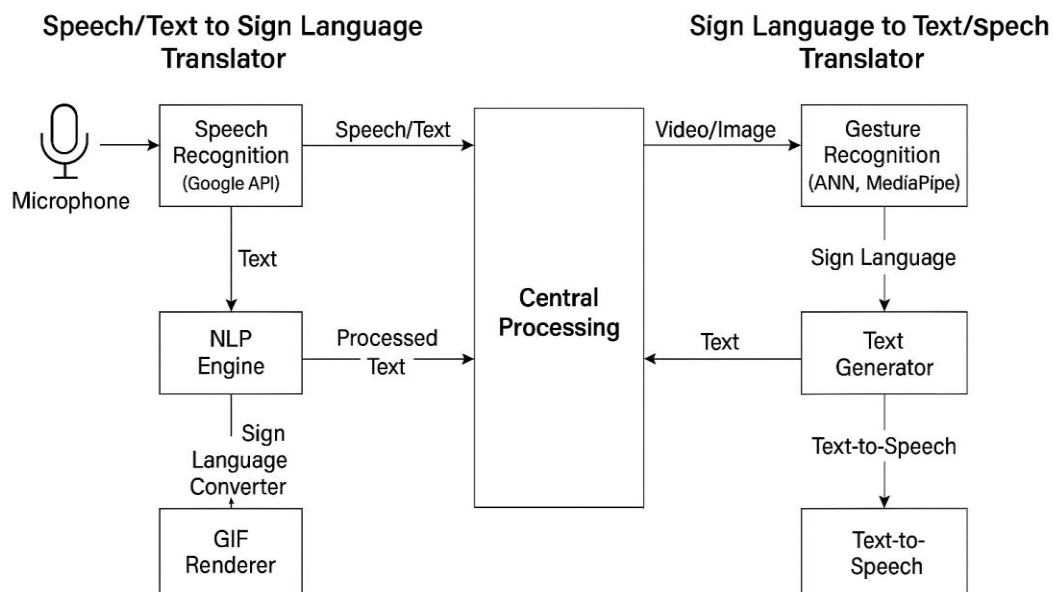 Speech/Text to Sign Language
Translator
Sign Language to Text/Spech
Translator
Microphone
Speech
Recognition
(Google API)
Speech/Text
Video/Image
Gesture
Recognition
(ANN, MediaPipe)
Text
Sign Language
Central
Processing
NLP
Engine
Processed
Text
Text
Text
Generator
Sign
Language
Converter
Text-to-Speech
GIF
Renderer
Text-to-
Speech